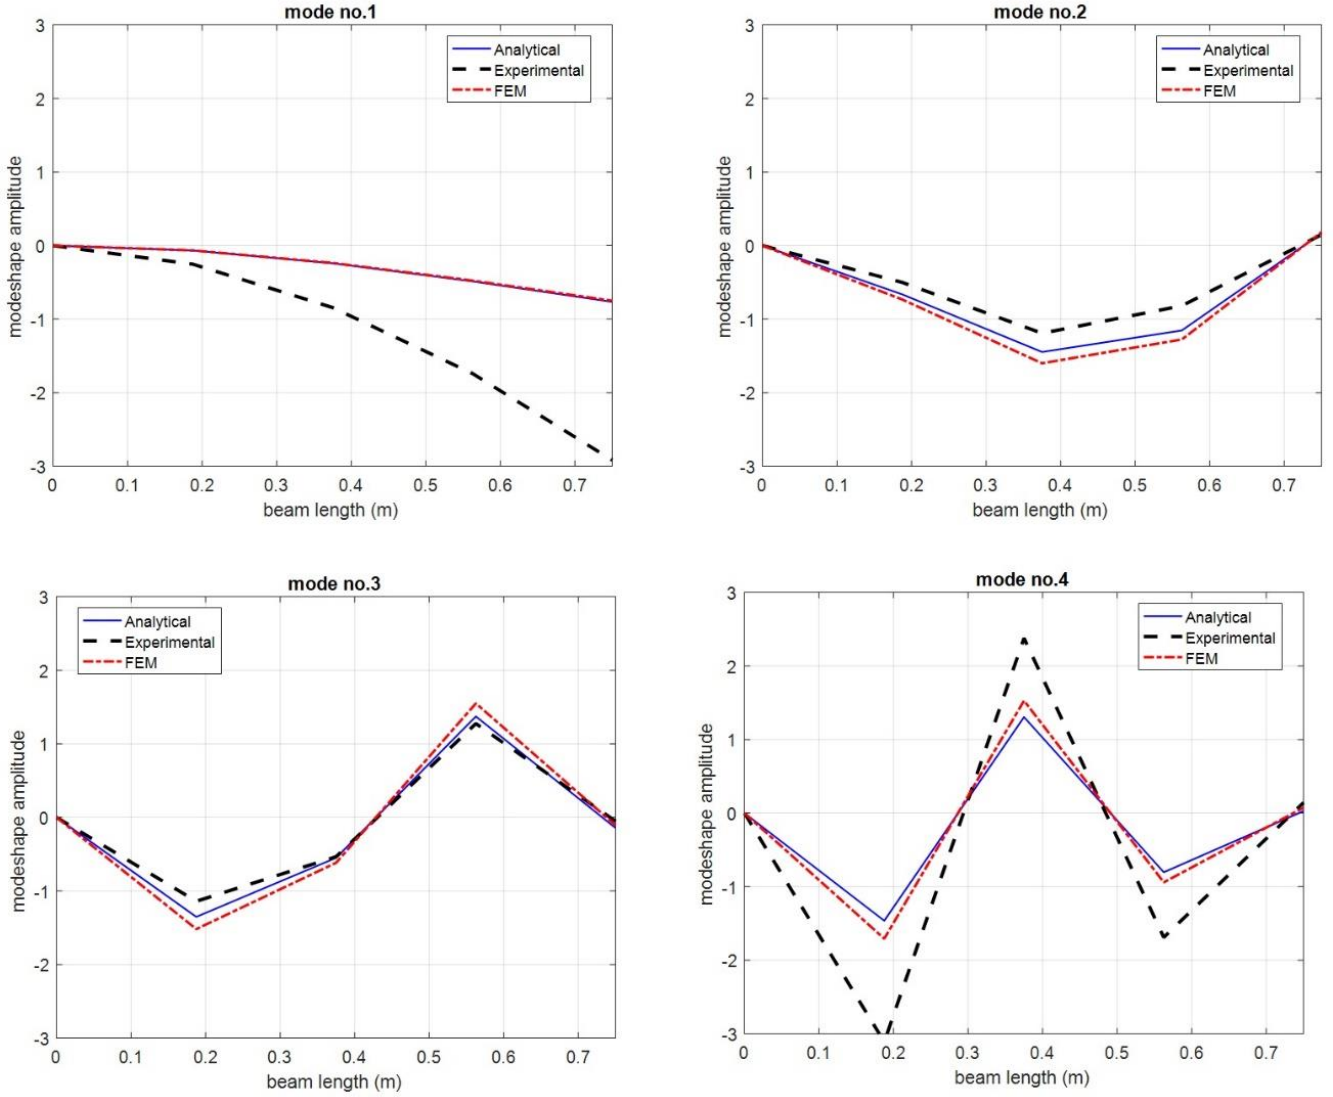 mode no.1
3
2
1
0
-1
-2
-3
modeshape amplitude
Analytical
Experimental
FEM
0 0.1 0.2 0.3 0.4 0.5 0.6 0.7
beam length (m)
mode no.2
3
2
1
0
-1
-2
-3
modeshape amplitude
Analytical
Experimental
FEM
0 0.1 0.2 0.3 0.4 0.5 0.6 0.7
beam length (m)
mode no.3
3
2
1
0
-1
-2
-3
modeshape amplitude
Analytical
Experimental
FEM
0 0.1 0.2 0.3 0.4 0.5 0.6 0.7
beam length (m)
mode no.4
3
2
1
0
-1
-2
-3
modeshape amplitude
Analytical
Experimental
FEM
0 0.1 0.2 0.3 0.4 0.5 0.6 0.7
beam length (m)